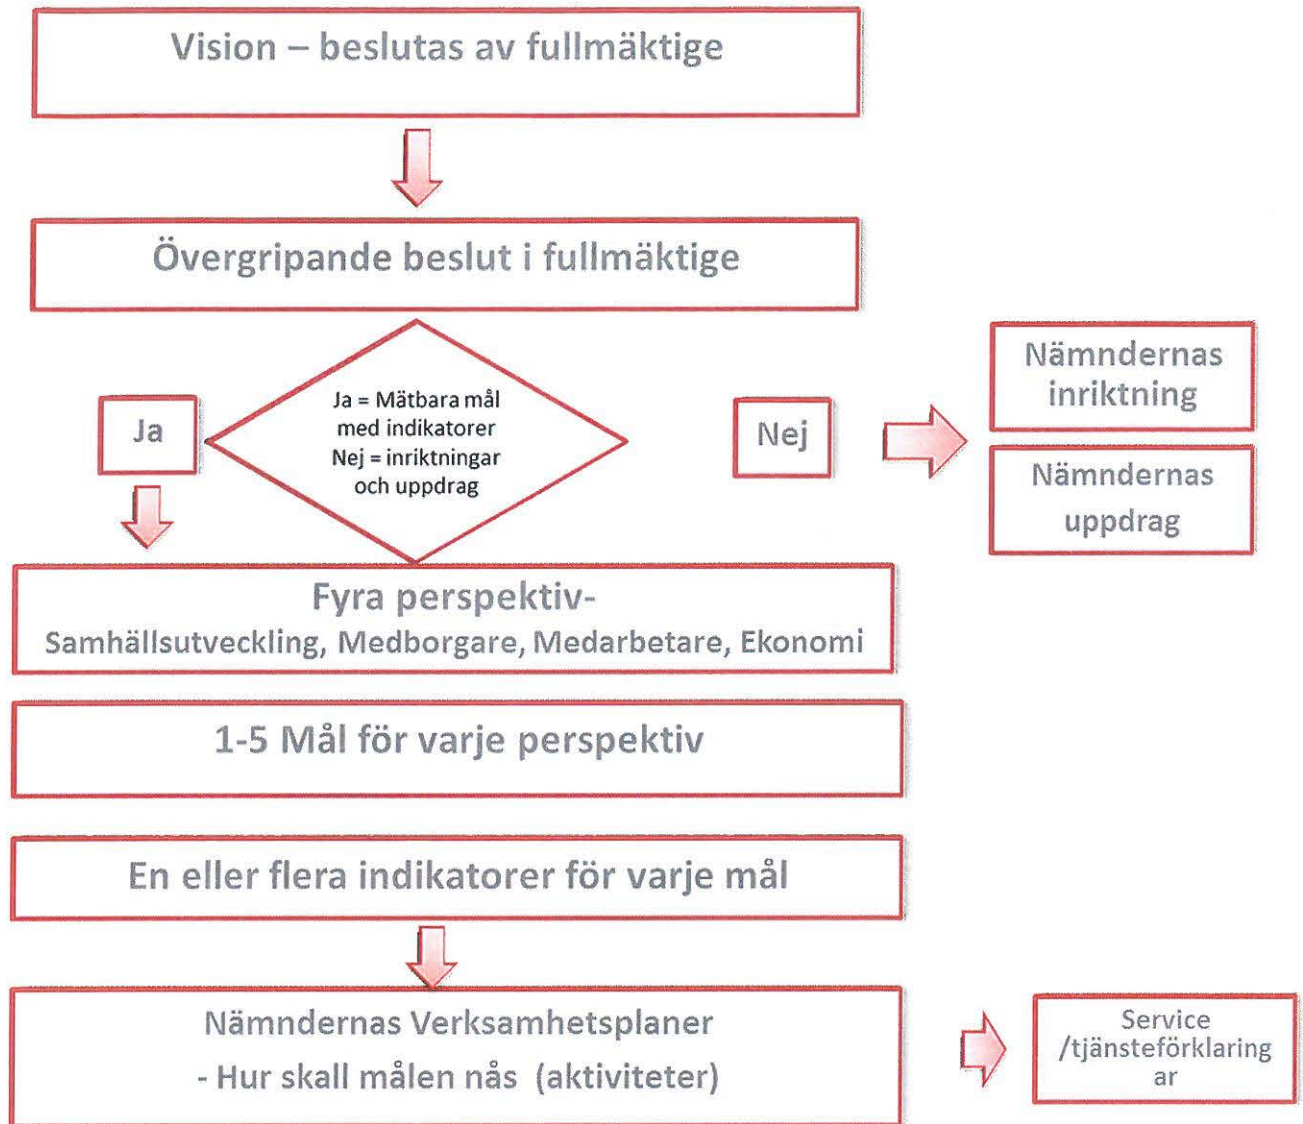 Vision – beslutas av fullmäktige
Övergripande beslut i fullmäktige
Ja
Ja = Mätbara mål
med indikatorer
Nej = inriktningar
och uppdrag
Nej
Nämndernas
inriktning
Nämndernas
uppdrag
Fyra perspektiv-
Samhällsutveckling, Medborgare, Medarbetare, Ekonomi
1-5 Mål för varje perspektiv
En eller flera indikatorer för varje mål
Nämndernas Verksamhetsplaner
- Hur skall målen nås (aktiviteter)
Service
/tjänsteförklaring
ar